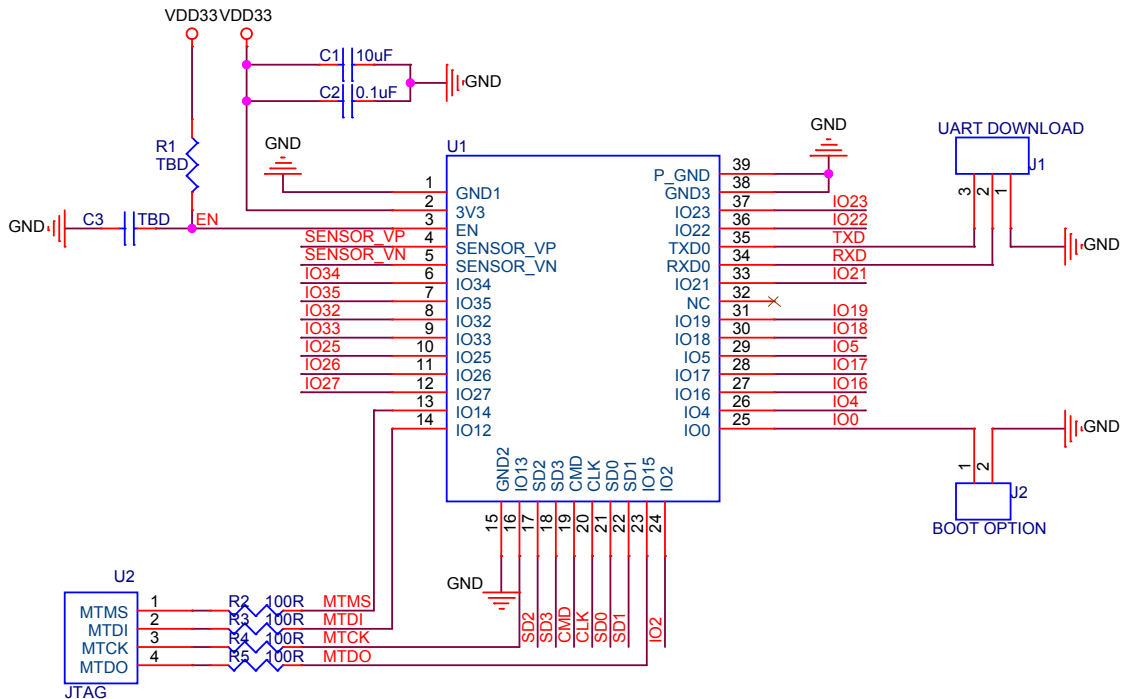 VDD33 VDD33
C1 10uF
GND
C2 0.1uF
R1
TBD
GND
U1
GND
UART DOWNLOAD
J1
3 2 1
GND
C3 TBD EN
GND
1 GND1
2 3V3
3 EN
SENSOR_VP 4 SENSOR_VP
SENSOR_VN 5 SENSOR_VN
IO34 6 IO34
IO35 7 IO35
IO32 8 IO32
IO33 9 IO33
IO25 10 IO25
IO26 11 IO26
IO27 12 IO27
13 IO14
14 IO12
P_GND 39
GND3 38
IO23 37 IO23
IO22 36 IO22
TXD0 35 TXD
RXD0 34 RXD
IO21 33 IO21
NC 32
IO19 31 IO19
IO18 30 IO18
IO5 29 IO5
IO17 28 IO17
IO16 27 IO16
IO4 26 IO4
IO0 25 IO0
GND
1 2
J2
BOOT OPTION
GND2 IO13 SD2 SD3 CMD CLK SD0 SD1 IO15 IO2
15 16 17 18 19 20 21 22 23 24
GND
SD2 SD3 CMD CLK SD0 SD1 IO2
U2
MTMS 1 R2 100R MTMS
MTDI 2 R3 100R MTDI
MTCK 3 R4 100R MTCK
MTDO 4 R5 100R MTDO
JTAG